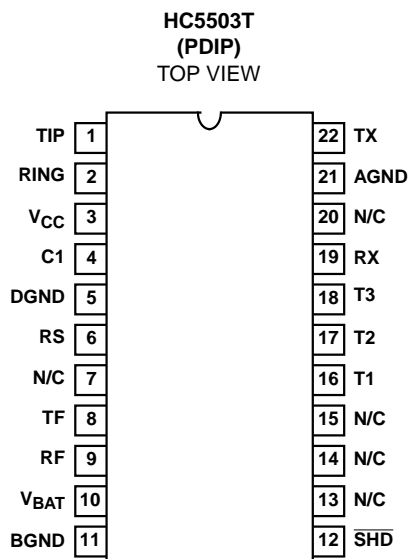 HC5503T
(PDIP)
TOP VIEW
TIP 1 22 TX
RING 2 21 AGND
VCC 3 20 N/C
C1 4 19 RX
DGND 5 18 T3
RS 6 17 T2
N/C 7 16 T1
TF 8 15 N/C
RF 9 14 N/C
VBAT 10 13 N/C
BGND 11 12 S̅H̅D̅